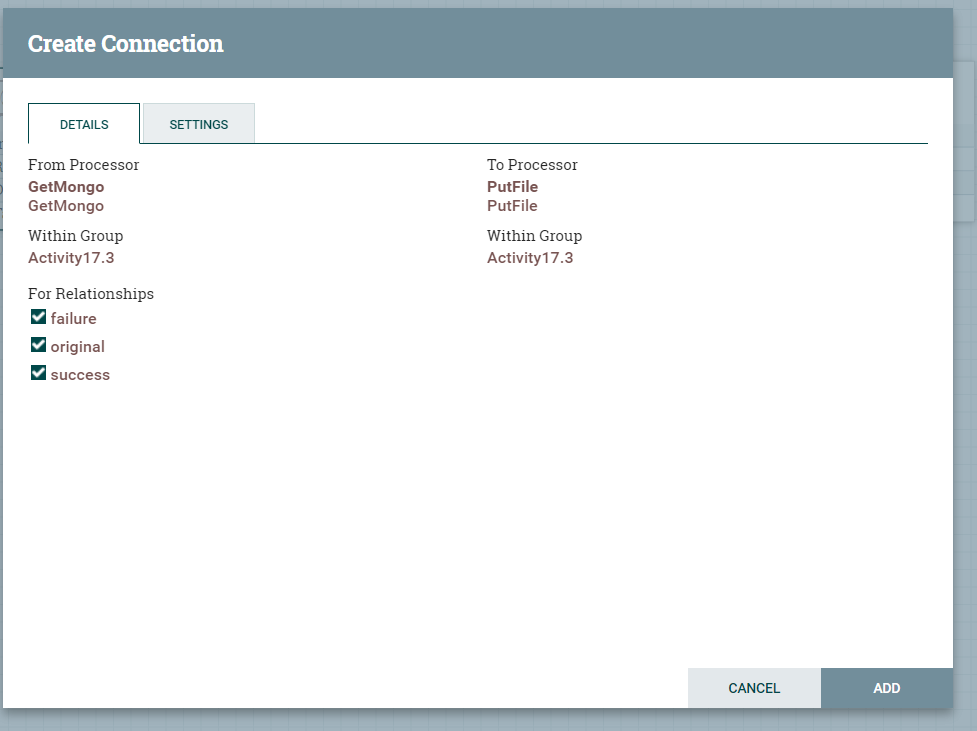 Create Connection
DETAILS
SETTINGS
From Processor
GetMongo
GetMongo
To Processor
PutFile
PutFile
Within Group
Activity17.3
Within Group
Activity17.3
For Relationships
failure
original
success
CANCEL
ADD